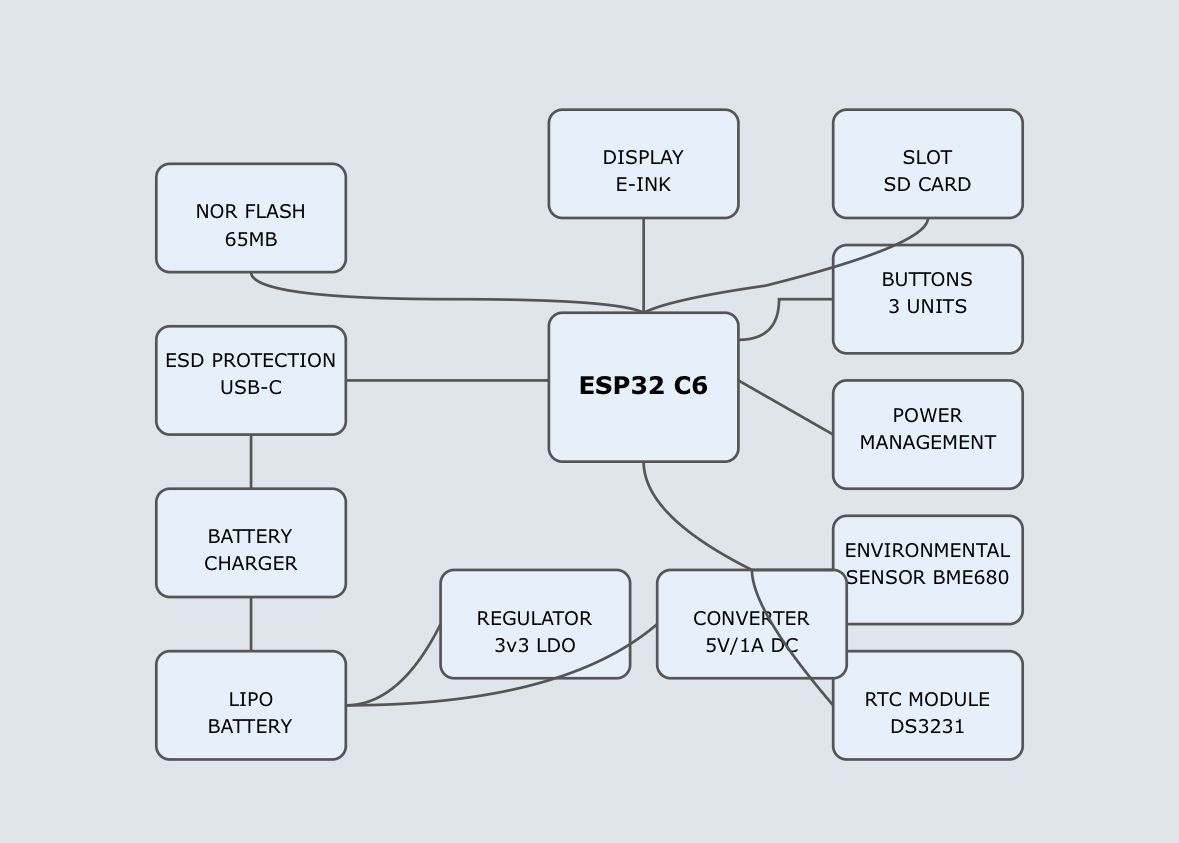 DISPLAY
E-INK
SLOT
SD CARD
NOR FLASH
65MB
BUTTONS
3 UNITS
ESD PROTECTION
USB-C
ESP32 C6
POWER
MANAGEMENT
BATTERY
CHARGER
ENVIRONMENTAL
SENSOR BME680
REGULATOR
3v3 LDO
CONVERTER
5V/1A DC
LIPO
BATTERY
RTC MODULE
DS3231